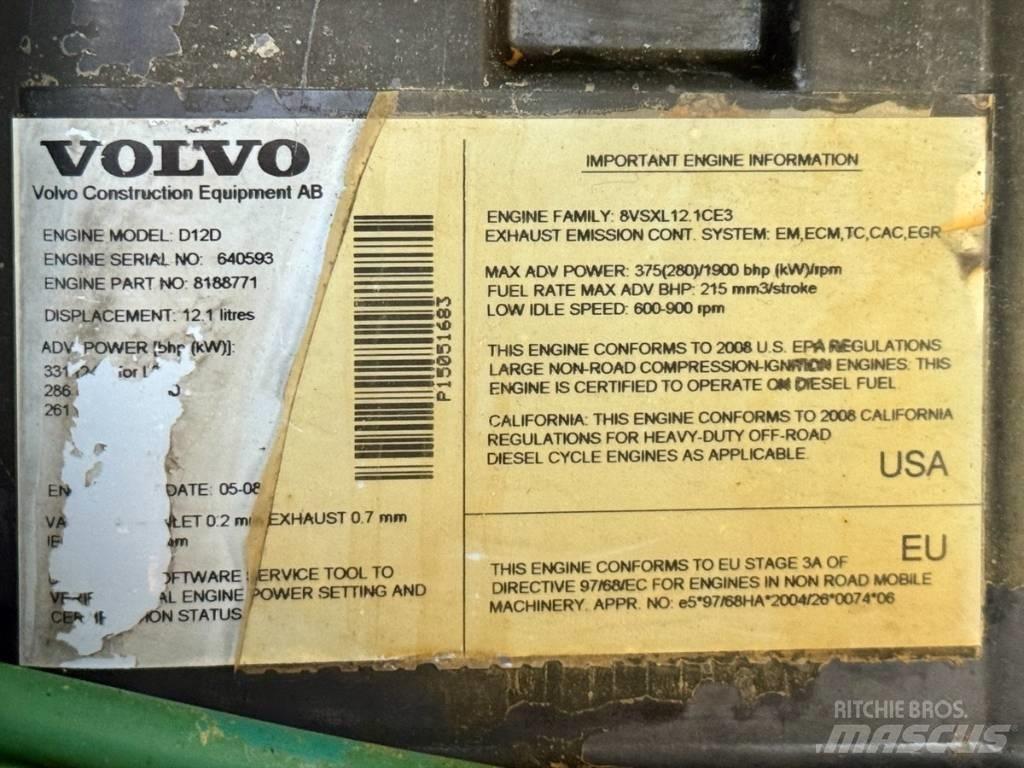 VOLVO
Volvo Construction Equipment AB
ENGINE MODEL: D12D
ENGINE SERIAL NO: 640593
ENGINE PART NO: 8188771
DISPLACEMENT: 12.1 litres
ADV. POWER [bhp (kW)]:
331
286
261
DATE: 05-08
0.2 mm EXHAUST 0.7 mm
SERVICE TOOL TO
ENGINE POWER SETTING AND
STATUS
P15051683
IMPORTANT ENGINE INFORMATION
ENGINE FAMILY: 8VSXL12.1CE3
EXHAUST EMISSION CONT. SYSTEM: EM,ECM,TC,CAC,EGR
MAX ADV POWER: 375(280)/1900 bhp (kW)/rpm
FUEL RATE MAX ADV BHP: 215 mm3/stroke
LOW IDLE SPEED: 600-900 rpm
THIS ENGINE CONFORMS TO 2008 U.S. EPA REGULATIONS
LARGE NON-ROAD COMPRESSION-IGNITION ENGINES: THIS
ENGINE IS CERTIFIED TO OPERATE ON DIESEL FUEL
CALIFORNIA: THIS ENGINE CONFORMS TO 2008 CALIFORNIA
REGULATIONS FOR HEAVY-DUTY OFF-ROAD
DIESEL CYCLE ENGINES AS APPLICABLE.
USA
EU
THIS ENGINE CONFORMS TO EU STAGE 3A OF
DIRECTIVE 97/68/EC FOR ENGINES IN NON ROAD MOBILE
MACHINERY. APPR. NO: e5*97/68HA*2004/26*0074*06
RITCHIE BROS.
MASCUS